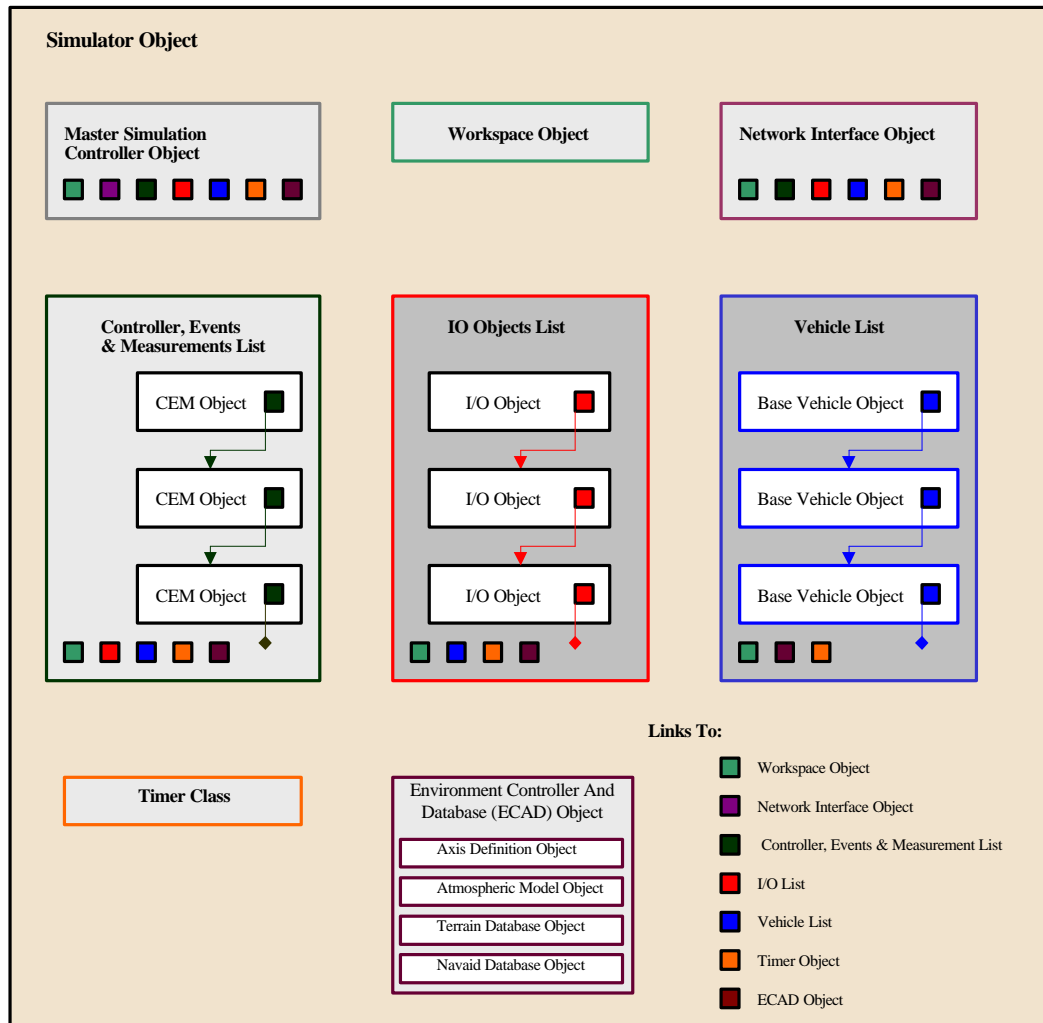 Simulator Object
Master Simulation
Controller Object
Workspace Object
Network Interface Object
Controller, Events
& Measurements List
CEM Object
CEM Object
CEM Object
IO Objects List
I/O Object
I/O Object
I/O Object
Vehicle List
Base Vehicle Object
Base Vehicle Object
Base Vehicle Object
Timer Class
Environment Controller And
Database (ECAD) Object
Axis Definition Object
Atmospheric Model Object
Terrain Database Object
Navaid Database Object
Links To:
Workspace Object
Network Interface Object
Controller, Events & Measurement List
I/O List
Vehicle List
Timer Object
ECAD Object